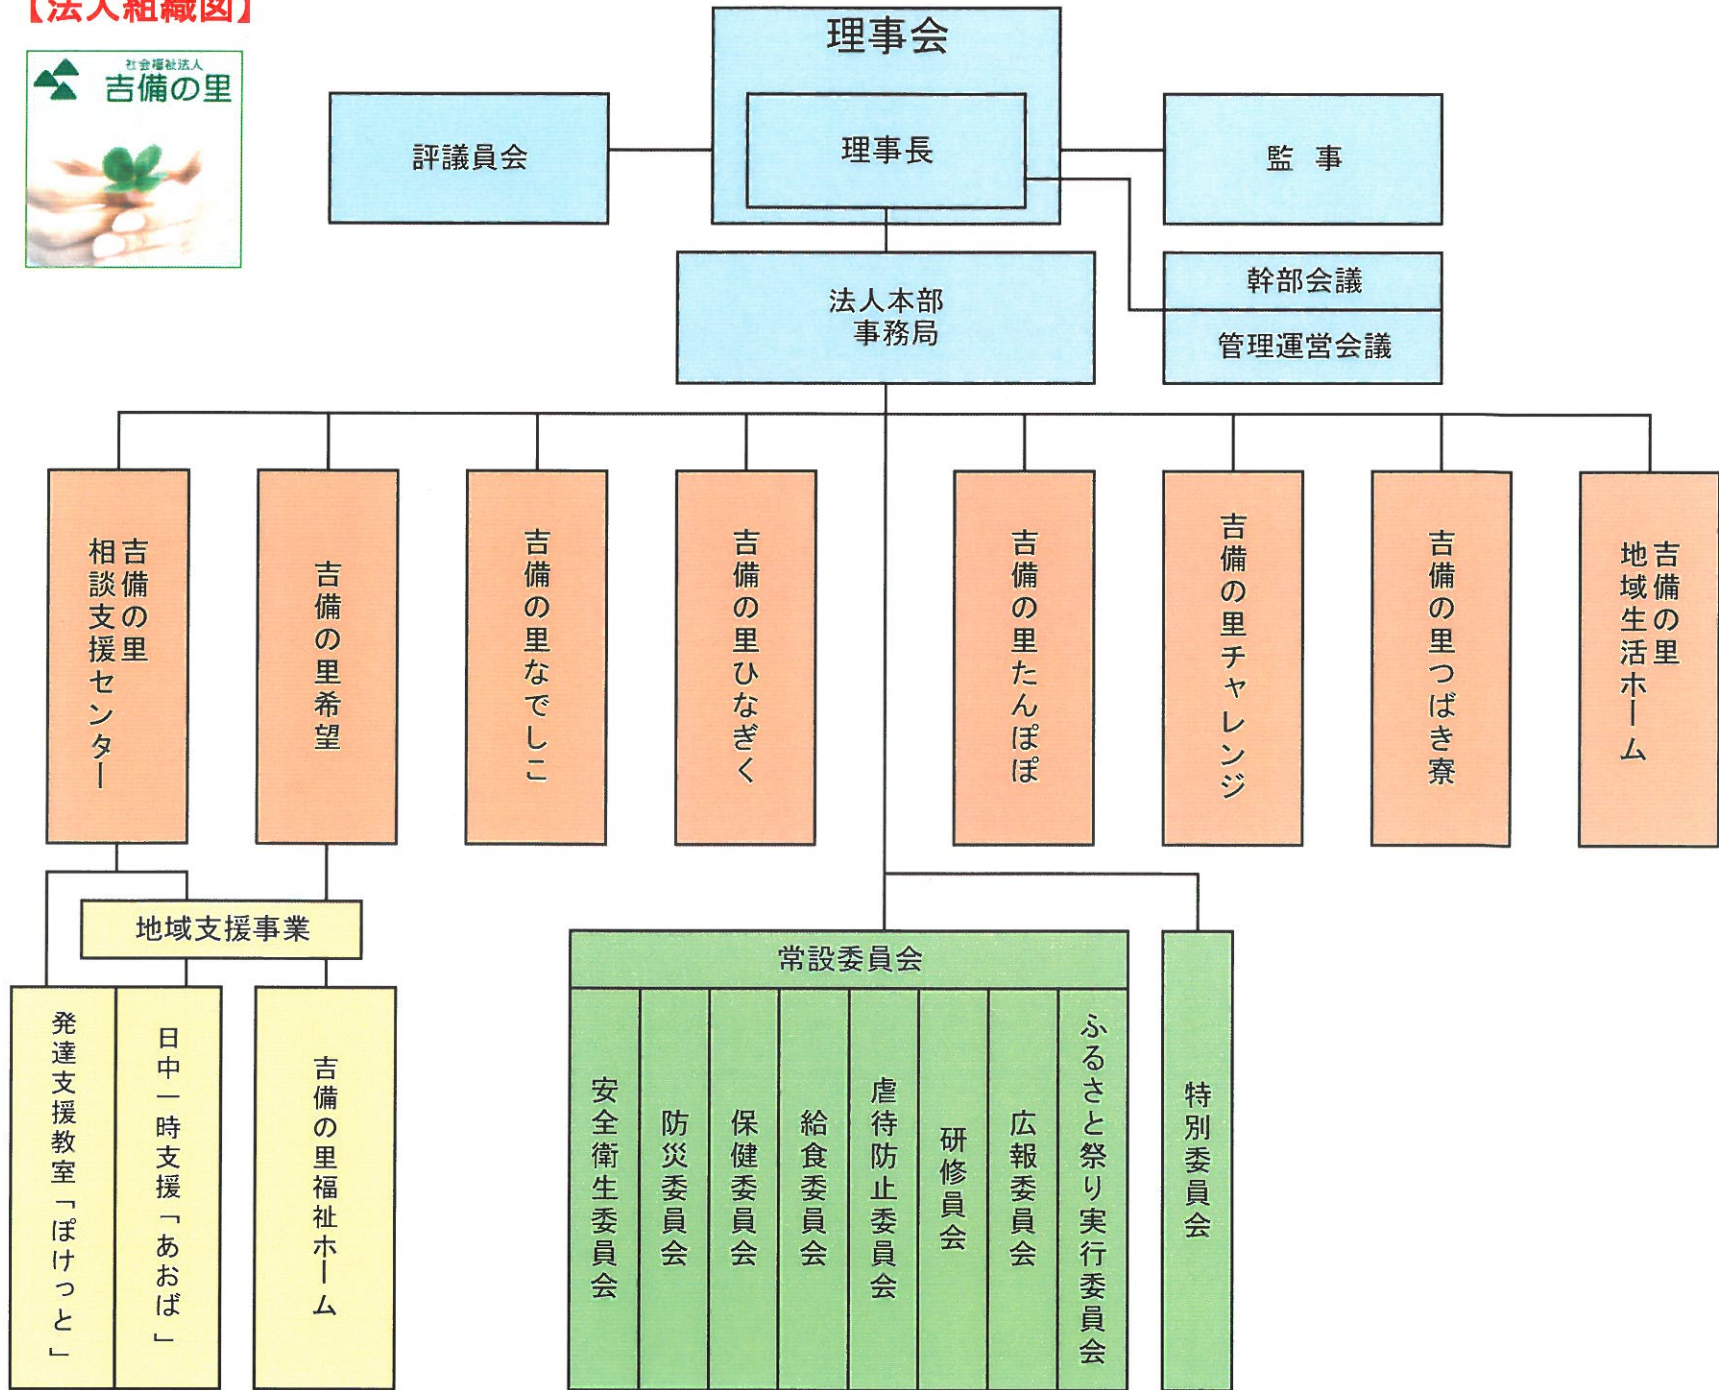 【法人組織図】
社会福祉法人
吉備の里
理事会
理事長
評議員会
監 事
法人本部
事務局
幹部会議
管理運営会議
吉備の里
相談支援センター
吉備の里希望
吉備の里なでしこ
吉備の里ひなぎく
吉備の里たんぽぽ
吉備の里チャレンジ
吉備の里つばき寮
吉備の里
地域生活ホーム
地域支援事業
発達支援教室「ぽけっと」
日中一時支援「あおば」
吉備の里福祉ホーム
常設委員会
安全衛生委員会
防災委員会
保健委員会
給食委員会
虐待防止委員会
研修員会
広報委員会
ふるさと祭り実行委員会
特別委員会